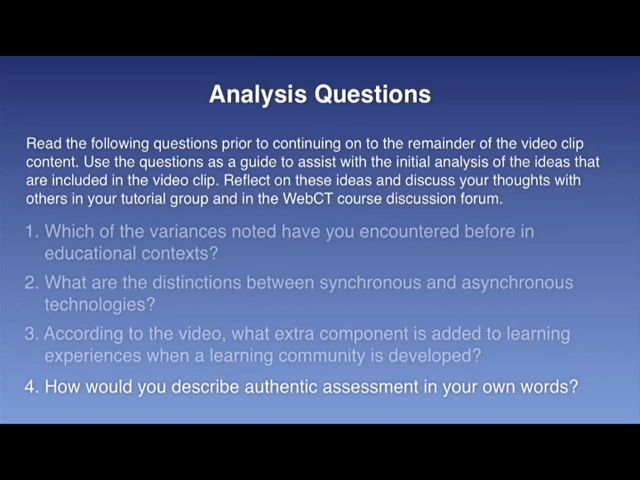 Analysis Questions
Read the following questions prior to continuing on to the remainder of the video clip
content. Use the questions as a guide to assist with the initial analysis of the ideas that
are included in the video clip. Reflect on these ideas and discuss your thoughts with
others in your tutorial group and in the WebCT course discussion forum.
1. Which of the variances noted have you encountered before in
educational contexts?
2. What are the distinctions between synchronous and asynchronous
technologies?
3. According to the video, what extra component is added to learning
experiences when a learning community is developed?
4. How would you describe authentic assessment in your own words?